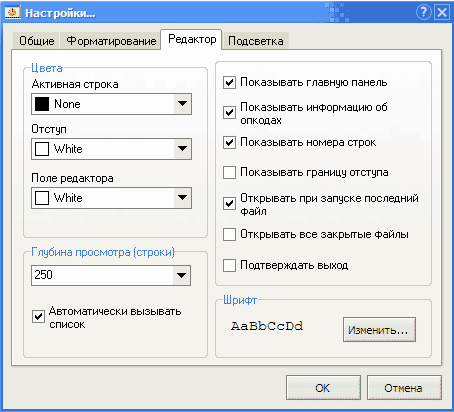 Настройки...
Общие Форматирование Редактор Подсветка
Цвета
Активная строка
None
Отступ
White
Поле редактора
White
Глубина просмотра (строки)
250
Автоматически вызывать
список
Показывать главную панель
Показывать информацию об
опкодах
Показывать номера строк
Показывать границу отступа
Открывать при запуске последний
файл
Открывать все закрытые файлы
Подтверждать выход
Шрифт
AaBbCcDd
Изменить...
OK Отмена